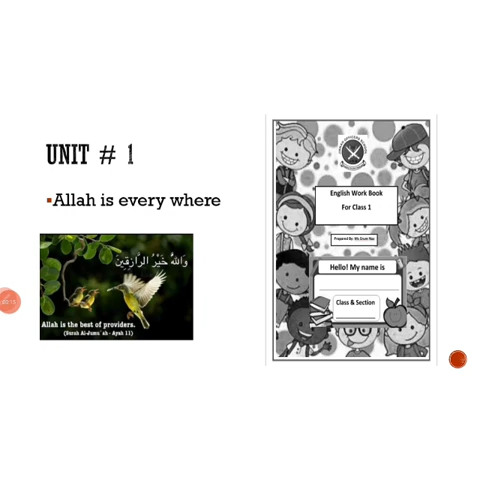 UNIT # 1
Allah is every where
وَاللهُ خَيْرُ الرَّازِقِينَ
Allah is the best of providers.
(Surah Al-Jumu`ah - Ayah 11)
English Work Book
For Class 1
Hello! My name is
Class & Section